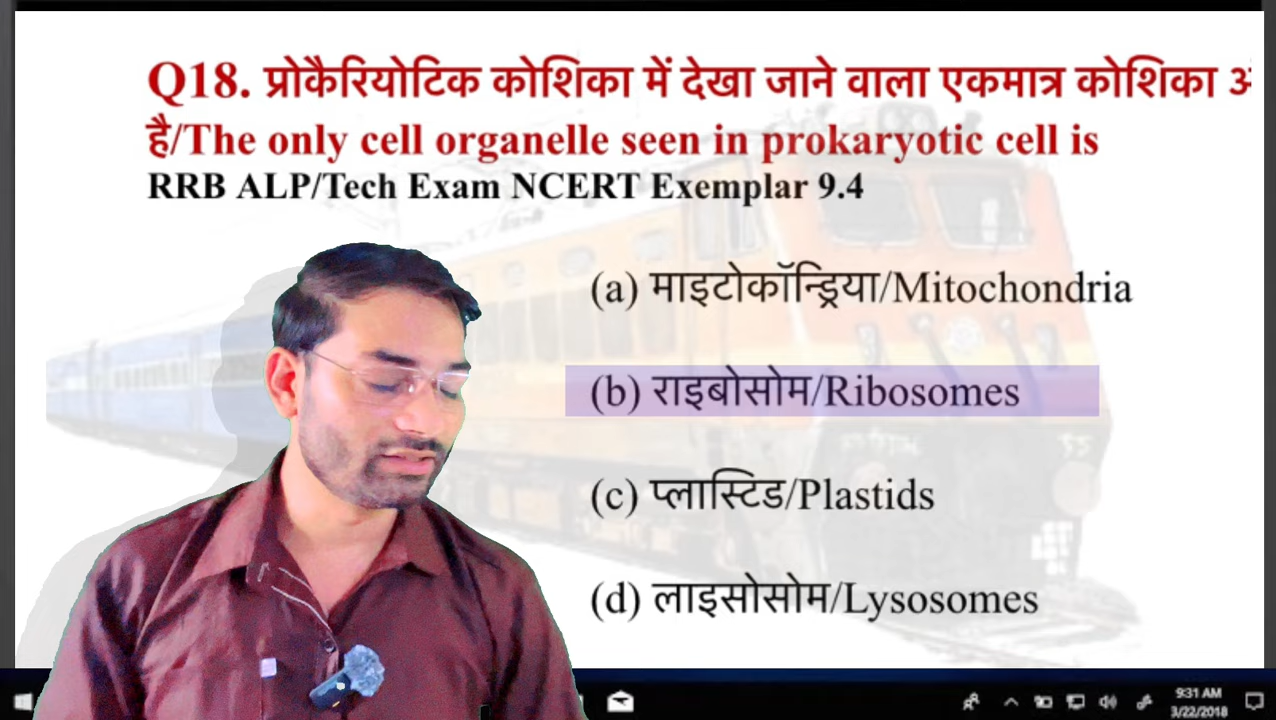 Q18. प्रोकैरियोटिक कोशिका में देखा जाने वाला एकमात्र कोशिका
है/The only cell organelle seen in prokaryotic cell is
RRB ALP/Tech Exam NCERT Exemplar 9.4
(a) माइटोकॉन्ड्रिया/Mitochondria
(b) राइबोसोम/Ribosomes
(c) प्लास्टिड/Plastids
(d) लाइसोसोम/Lysosomes
9:31 AM
3/22/2018